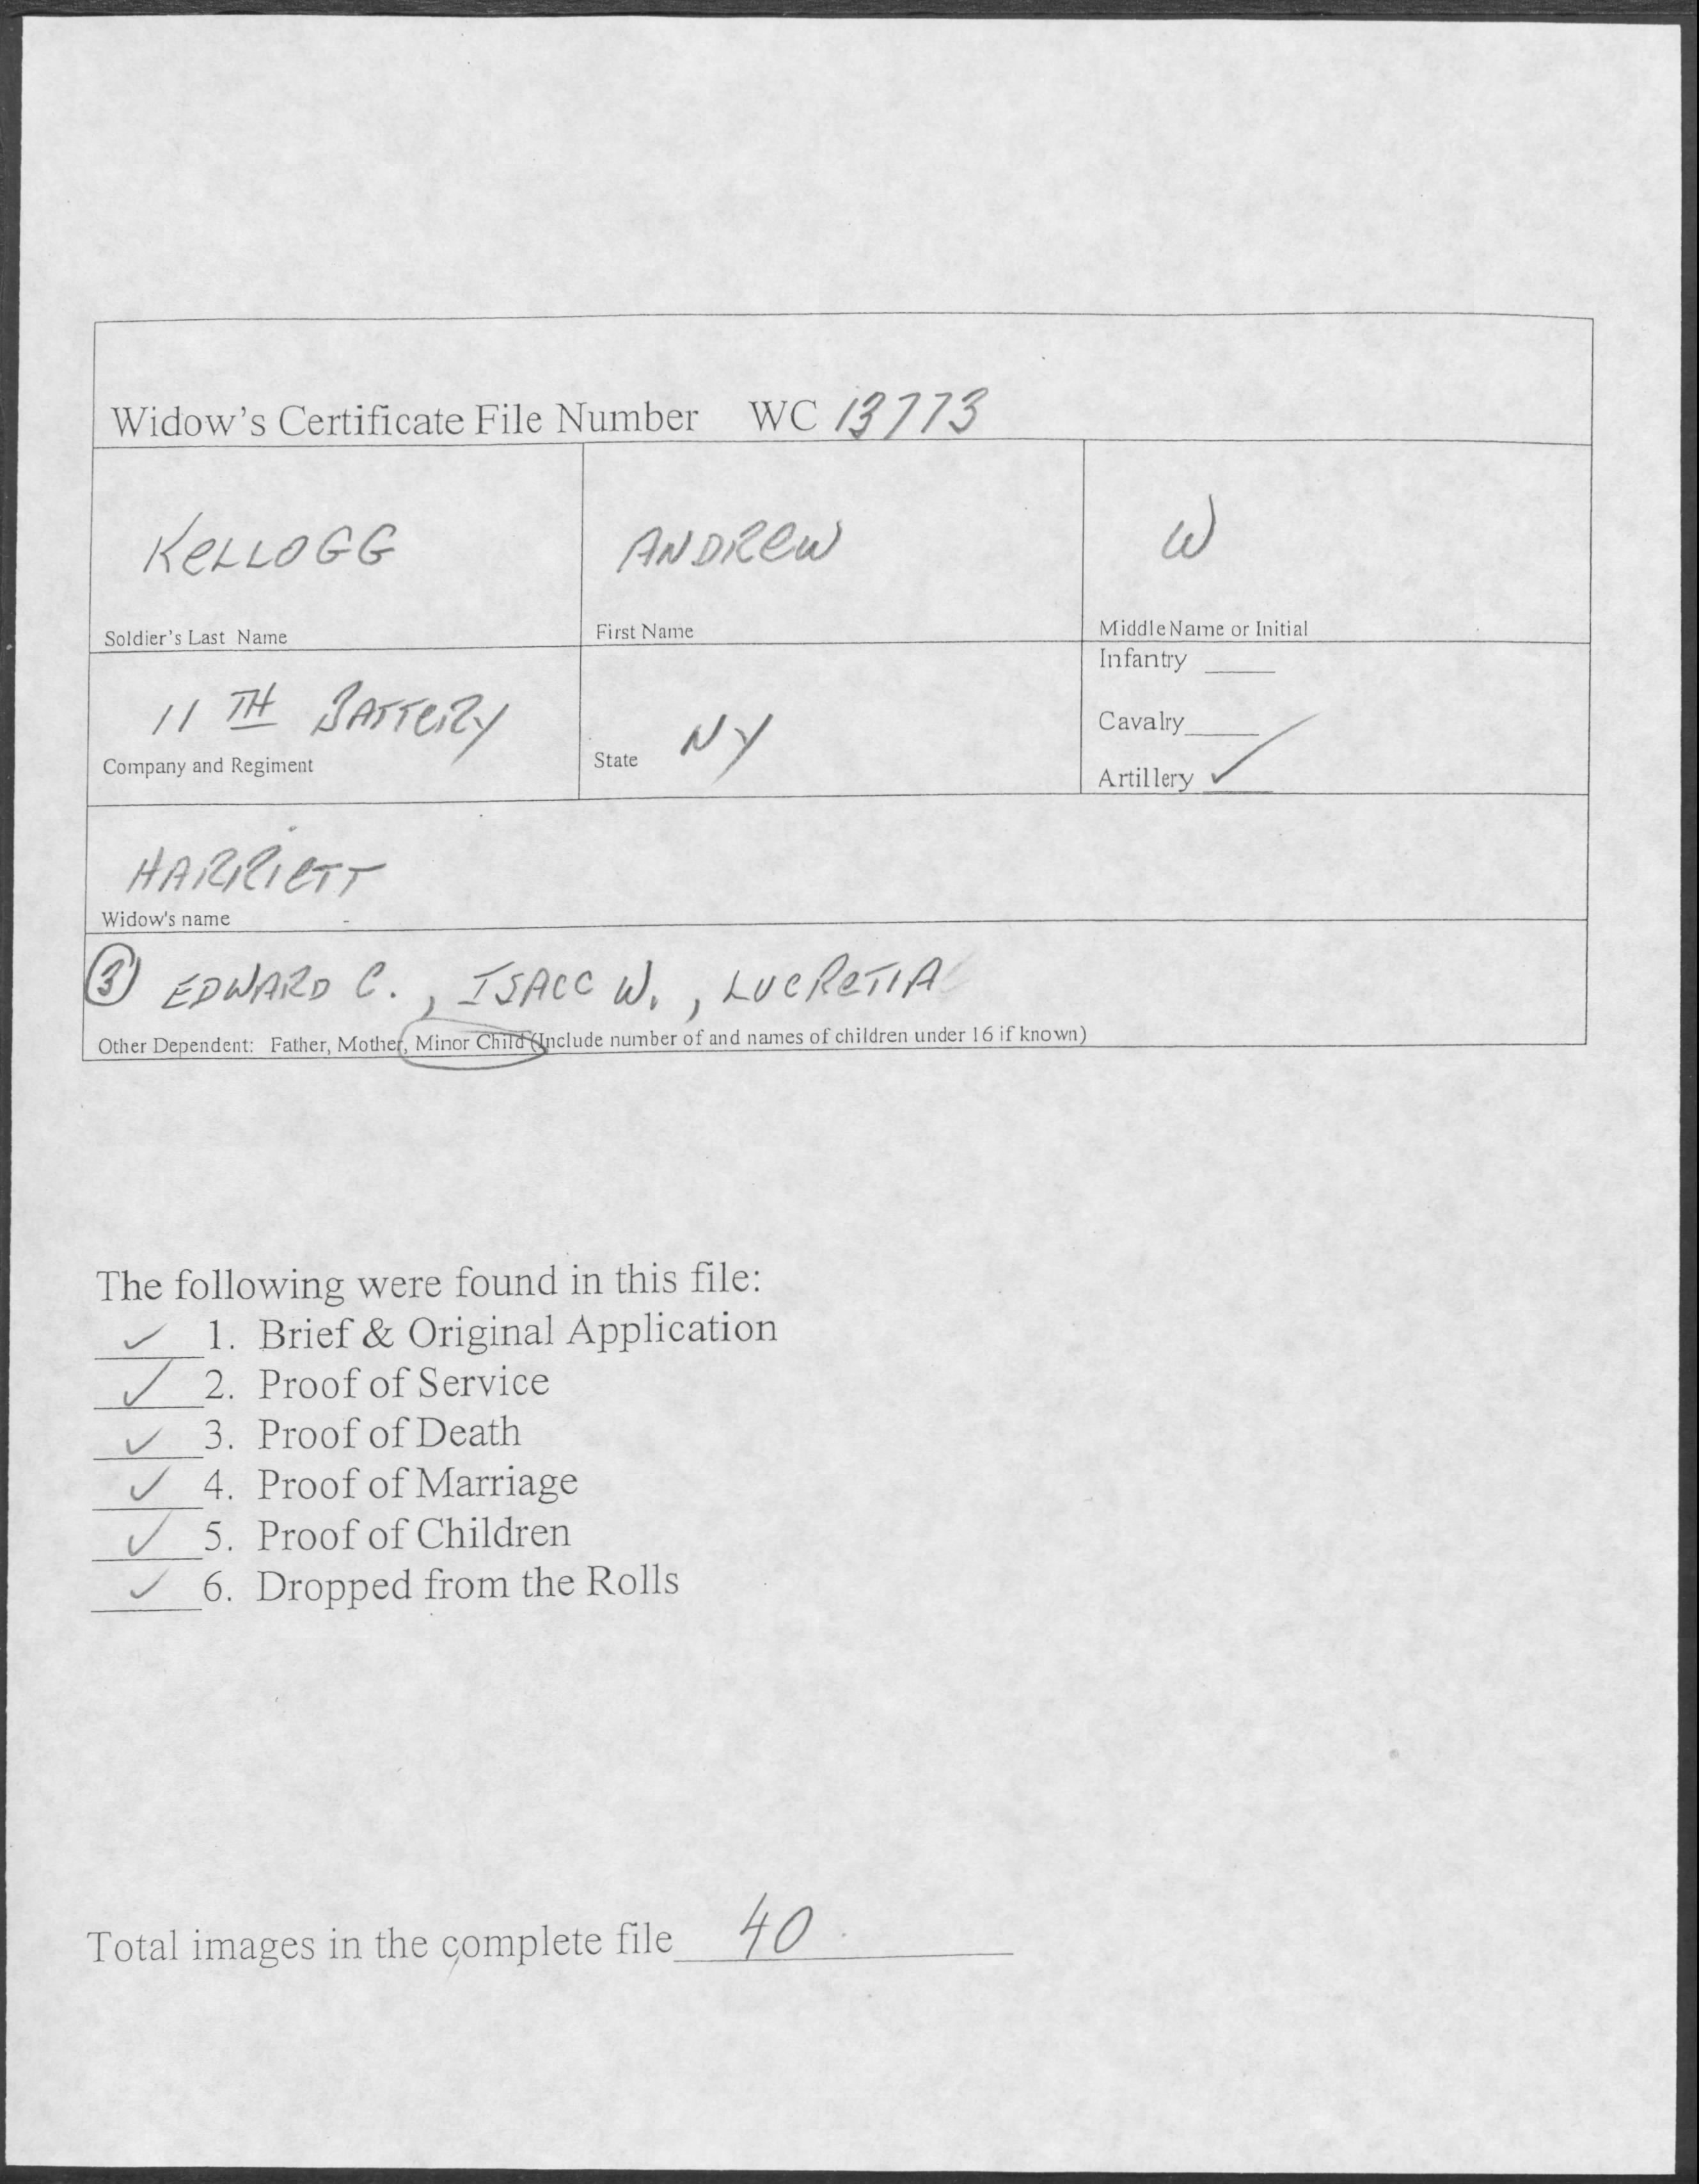 Widow's Certificate File Number WC 13773
KELLOGG ANDREW W
Soldier's Last Name First Name Middle Name or Initial
Infantry
11 TH BATTERY NY Cavalry
Company and Regiment State Artillery ✓
HARRIETT
Widow's name
3 EDWARD C., ISACC W., LUCRETIA
Other Dependent: Father, Mother, Minor Child (Include number of and names of children under 16 if known)
The following were found in this file:
✓ 1. Brief & Original Application
✓ 2. Proof of Service
✓ 3. Proof of Death
✓ 4. Proof of Marriage
✓ 5. Proof of Children
✓ 6. Dropped from the Rolls
Total images in the complete file 40